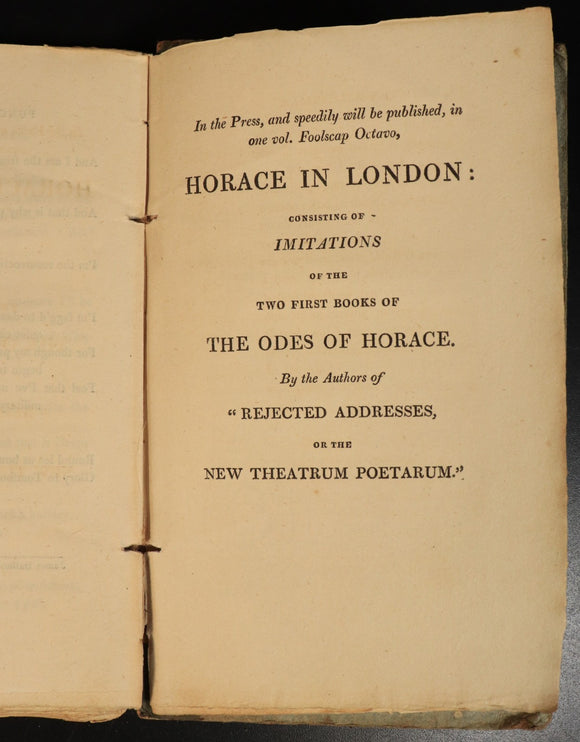 In the Press, and speedily will be published, in
one vol. Foolscap Octavo,
HORACE IN LONDON:
CONSISTING OF
IMITATIONS
OF THE
TWO FIRST BOOKS OF
THE ODES OF HORACE.
By the Authors of
“REJECTED ADDRESSES,
OR THE
NEW THEATRUM POETARUM.”